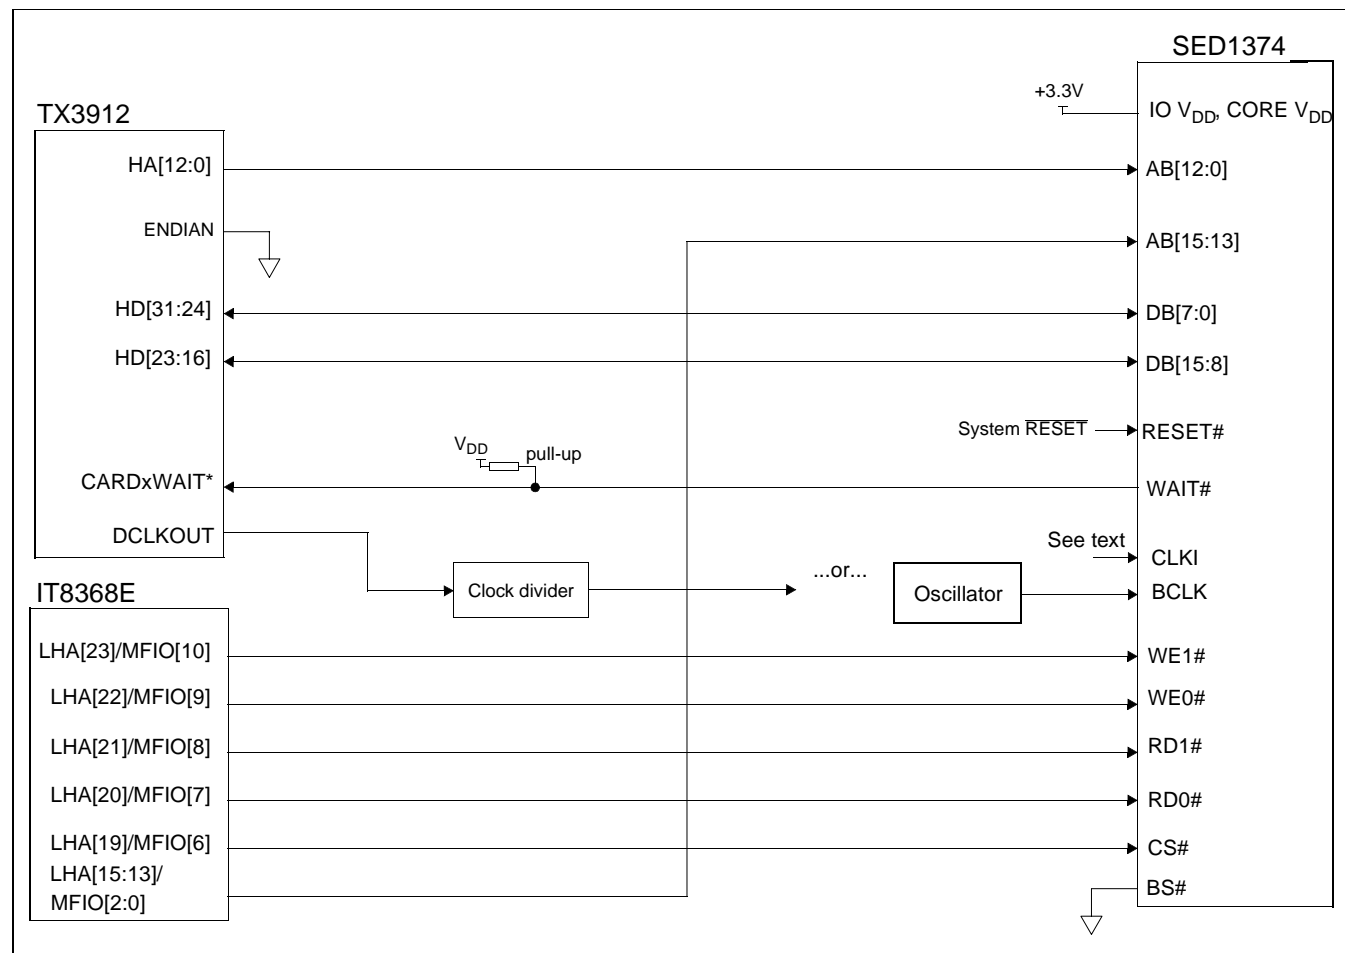 SED1374
+3.3V
IO VDD, CORE VDD
TX3912
HA[12:0]
AB[12:0]
ENDIAN
AB[15:13]
HD[31:24]
DB[7:0]
HD[23:16]
DB[15:8]
System RESET
RESET#
VDD
pull-up
CARDxWAIT*
WAIT#
DCLKOUT
See text
CLKI
...or...
IT8368E
Clock divider
Oscillator
BCLK
LHA[23]/MFIO[10]
WE1#
LHA[22]/MFIO[9]
WE0#
LHA[21]/MFIO[8]
RD1#
LHA[20]/MFIO[7]
RD0#
LHA[19]/MFIO[6]
CS#
LHA[15:13]/
MFIO[2:0]
BS#